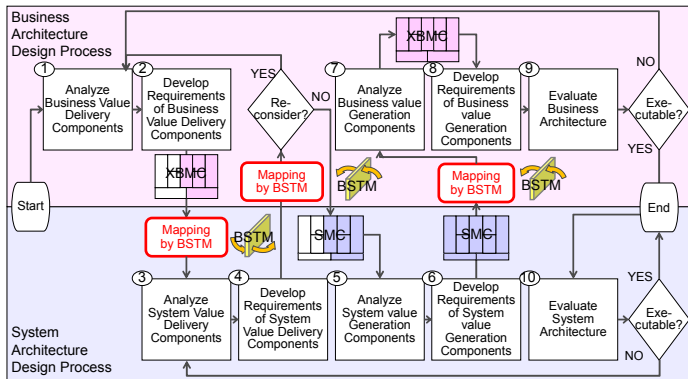 Business
Architecture
Design Process
1
Analyze
Business Value
Delivery
Components
2
Develop
Requirements
of Business
Value Delivery
Components
XBMC
YES
Re-
consider?
NO
7
Analyze
Business value
Generation
Components
XBMC
8
Develop
Requirements
of Business
value
Generation
Components
9
Evaluate
Business
Architecture
NO
Exe-
cutable?
YES
Start
Mapping
by BSTM
BSTM
Mapping
by BSTM
BSTM
Mapping
by BSTM
BSTM
End
SMC
SMC
3
Analyze
System Value
Delivery
Components
4
Develop
Requirements
of System
Value Delivery
Components
5
Analyze
System value
Generation
Components
6
Develop
Requirements
of System
value
Generation
Components
10
Evaluate
System
Architecture
YES
Exe-
cutable?
NO
System
Architecture
Design Process